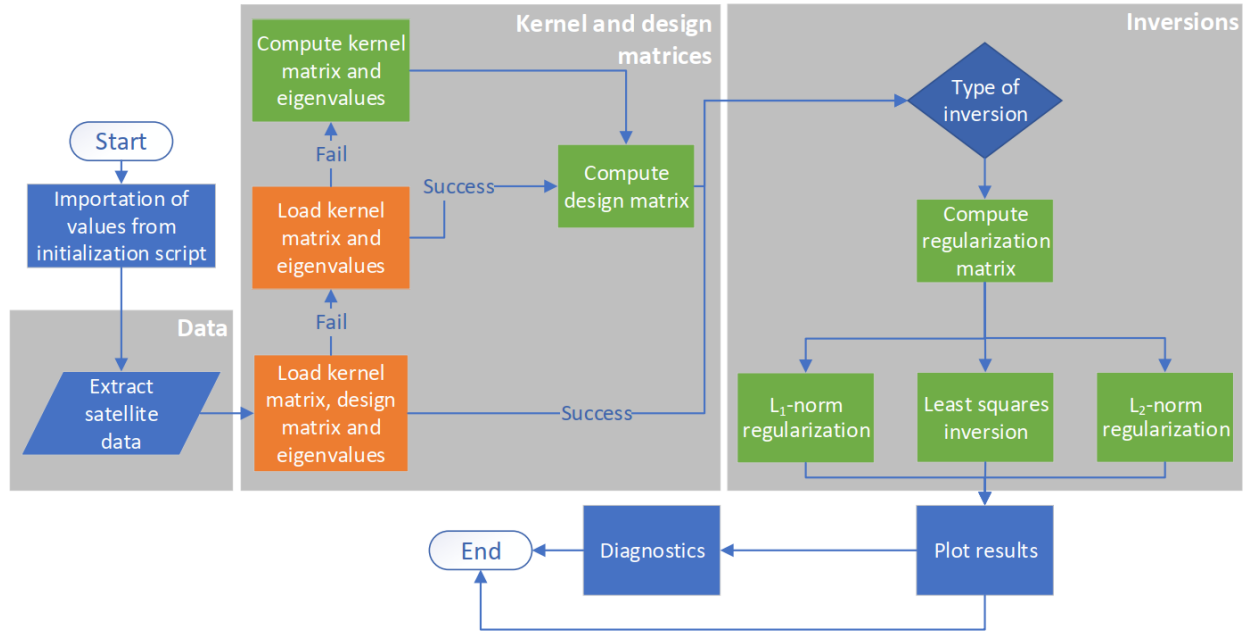 Kernel and design
matrices
Inversions
Compute kernel
matrix and
eigenvalues
Type of
inversion
Start
Fail
Success
Compute
design matrix
Importation of
values from
initialization script
Load kernel
matrix and
eigenvalues
Compute
regularization
matrix
Data
Fail
Extract
satellite
data
Load kernel
matrix, design
matrix and
eigenvalues
Success
L₁-norm
regularization
Least squares
inversion
L₂-norm
regularization
End
Diagnostics
Plot results